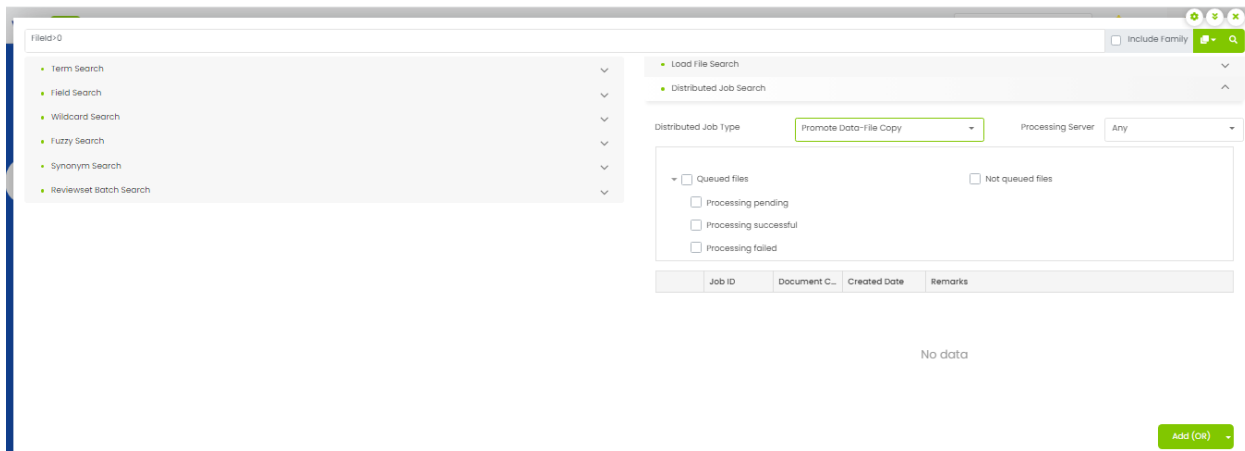 FileId>0
Include Family
Term Search
Field Search
Wildcard Search
Fuzzy Search
Synonym Search
Reviewset Batch Search
Load File Search
Distributed Job Search
Distributed Job Type
Promote Data-File Copy
Processing Server
Any
Queued files
Not queued files
Processing pending
Processing successful
Processing failed
Job ID
Document C...
Created Date
Remarks
No data
Add (OR)